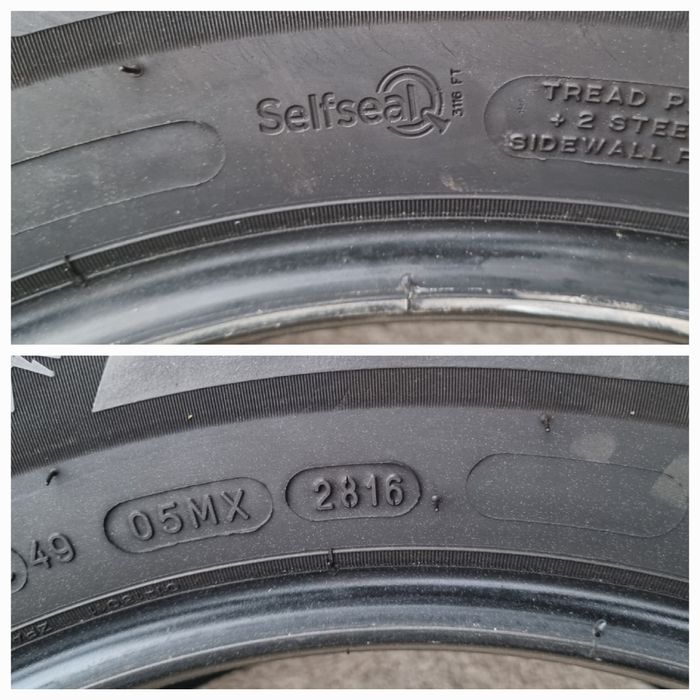 Selfseal
3116 FT
TREAD P
+ 2 STEE
SIDEWALL P
49
05MX
2816